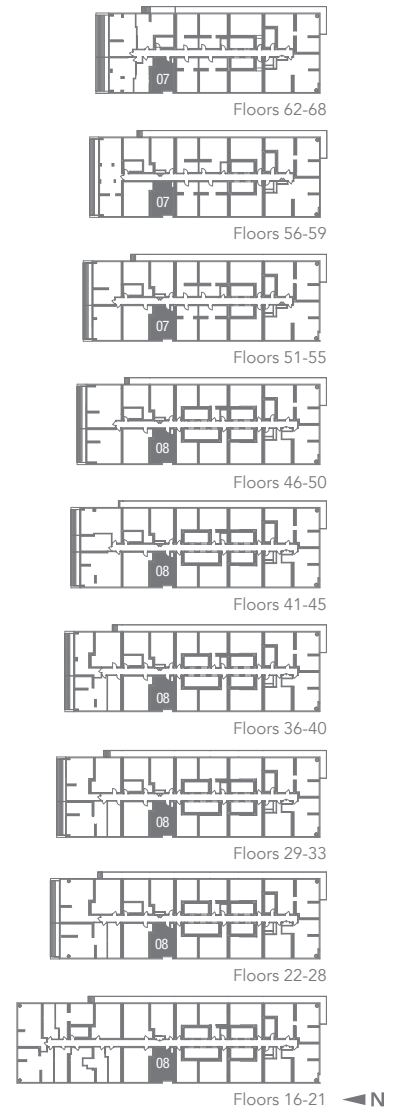 07
Floors 62-68
07
Floors 56-59
07
Floors 51-55
08
Floors 46-50
08
Floors 41-45
08
Floors 36-40
08
Floors 29-33
08
Floors 22-28
08
Floors 16-21 N